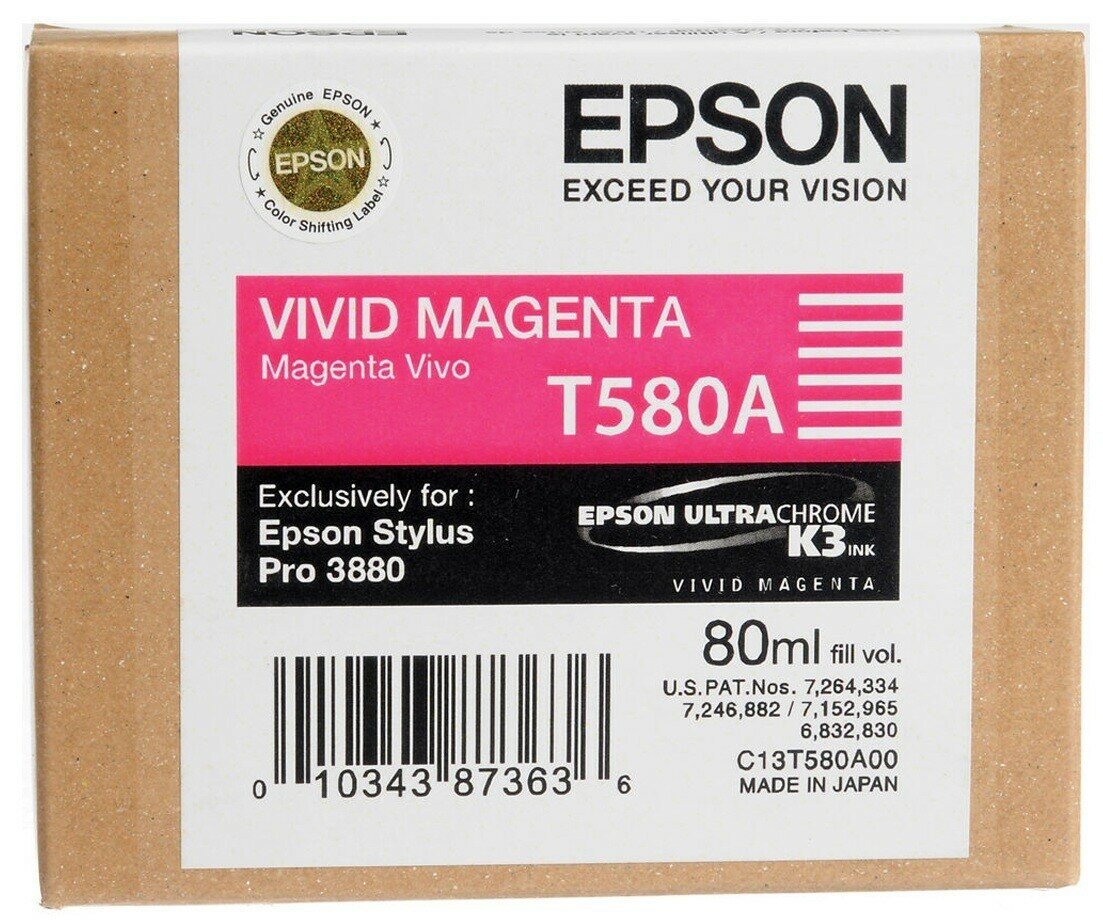 EPSON
Genuine EPSON
EPSON
Color Shifting Label
EPSON
EXCEED YOUR VISION
VIVID MAGENTA
Magenta Vivo
T580A
Exclusively for :
Epson Stylus
Pro 3880
EPSON ULTRACHROME
K3 INK
VIVID MAGENTA
80ml fill vol.
U.S.PAT.Nos. 7,264,334
7,246,882 / 7,152,965
6,832,830
C13T580A00
MADE IN JAPAN
0 10343 87363 6